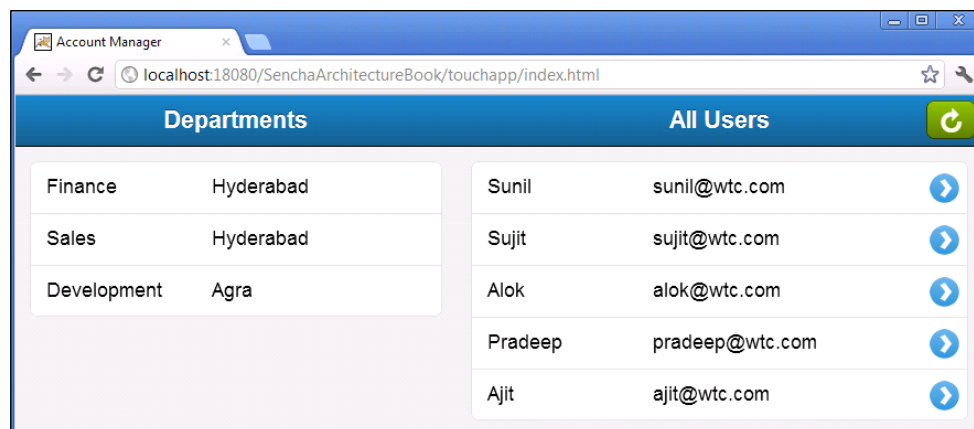 Account Manager
localhost:18080/SenchaArchitectureBook/touchapp/index.html
Departments
All Users
Finance Hyderabad
Sales Hyderabad
Development Agra
Sunil sunil@wtc.com
Sujit sujit@wtc.com
Alok alok@wtc.com
Pradeep pradeep@wtc.com
Ajit ajit@wtc.com